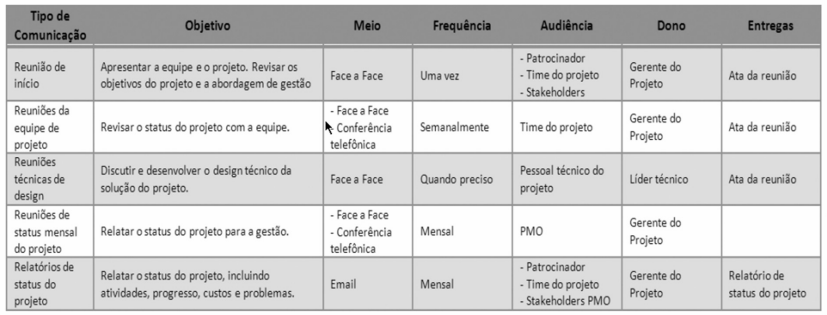 Tipo de Comunicação Objetivo Meio Frequência Audiência Dono Entregas
Reunião de início
Apresentar a equipe e o projeto. Revisar os
objetivos do projeto e a abordagem de gestão
Face a Face
Uma vez
- Patrocinador
- Time do projeto
- Stakeholders
Gerente do
Projeto
Ata da reunião
Reuniões da
equipe de
projeto
Revisar o status do projeto com a equipe.
- Face a Face
- Conferência
telefônica
Semanalmente
Time do projeto
Gerente do
Projeto
Ata da reunião
Reuniões
técnicas de
design
Discutir e desenvolver o design técnico da
solução do projeto.
Face a Face
Quando preciso
Pessoal técnico do
projeto
Líder técnico
Ata da reunião
Reuniões de
status mensal
do projeto
Relatar o status do projeto para a gestão.
- Face a Face
- Conferência
telefônica
Mensal
PMO
Gerente do
Projeto
Relatórios de
status do
projeto
Relatar o status do projeto, incluindo
atividades, progresso, custos e problemas.
Email
Mensal
- Patrocinador
- Time do projeto
- Stakeholders PMO
Gerente do
Projeto
Relatório de
status do projeto